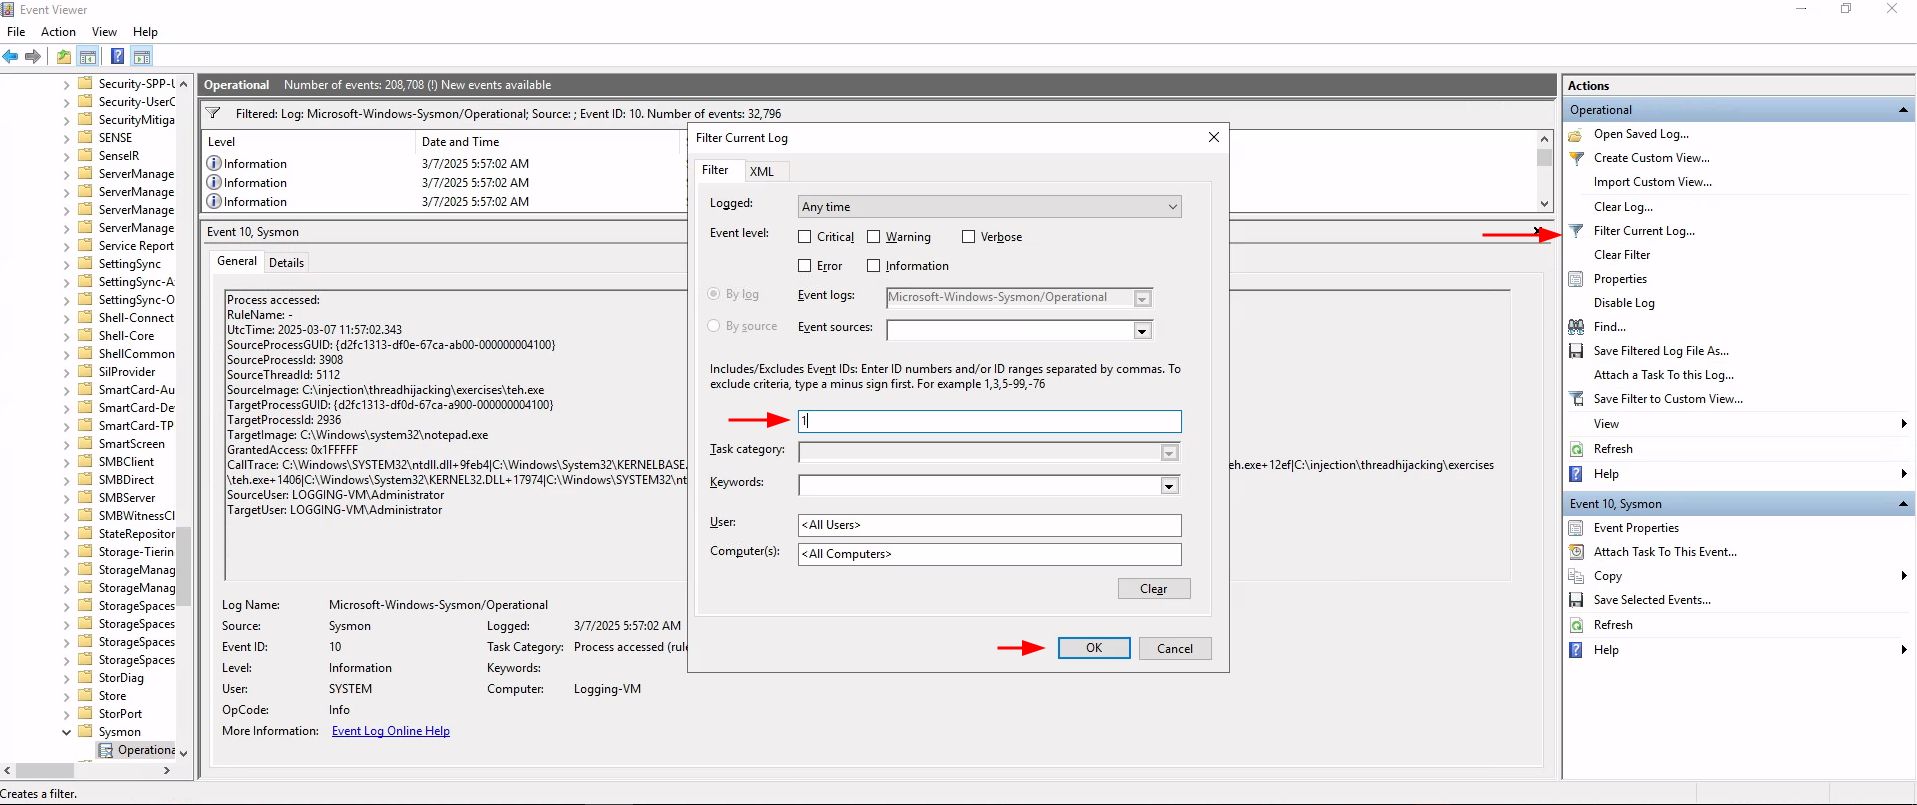 Event Viewer
File Action View Help
Security-SPP-U
Security-UserC
SecurityMitiga
SENSE
SenseIR
ServerManage
ServerManage
ServerManage
ServerManage
Service Report
SettingSync
SettingSync-A
SettingSync-O
Shell-Connect
Shell-Core
ShellCommon
SilProvider
SmartCard-Au
SmartCard-De
SmartCard-TP
SmartScreen
SMBClient
SMBDirect
SMBServer
SMBWitnessCl
StateRepositor
Storage-Tierin
StorageManag
StorageManag
StorageSpaces
StorageSpaces
StorageSpaces
StorageSpaces
StorDiag
Store
StorPort
Sysmon
Operationa
Operational Number of events: 208,708 (!) New events available
Filtered: Log: Microsoft-Windows-Sysmon/Operational; Source: ; Event ID: 10. Number of events: 32,796
Level Date and Time
Information 3/7/2025 5:57:02 AM
Information 3/7/2025 5:57:02 AM
Information 3/7/2025 5:57:02 AM
Event 10, Sysmon
General Details
Process accessed:
RuleName: -
UtcTime: 2025-03-07 11:57:02.343
SourceProcessGUID: {d2fc1313-df0e-67ca-ab00-000000004100}
SourceProcessId: 3908
SourceThreadId: 5112
SourceImage: C:\injection\threadhijacking\exercises\teh.exe
TargetProcessGUID: {d2fc1313-df0d-67ca-a900-000000004100}
TargetProcessId: 2936
TargetImage: C:\Windows\system32\notepad.exe
GrantedAccess: 0x1FFFFF
CallTrace: C:\Windows\SYSTEM32\ntdll.dll+9feb4|C:\Windows\System32\KERNELBASE. eh.exe+12ef|C:\injection\threadhijacking\exercises
\teh.exe+1406|C:\Windows\System32\KERNEL32.DLL+17974|C:\Windows\SYSTEM32\nt
SourceUser: LOGGING-VM\Administrator
TargetUser: LOGGING-VM\Administrator
Log Name: Microsoft-Windows-Sysmon/Operational
Source: Sysmon Logged: 3/7/2025 5:57:02 AM
Event ID: 10 Task Category: Process accessed (rule
Level: Information Keywords:
User: SYSTEM Computer: Logging-VM
OpCode: Info
More Information: Event Log Online Help
Filter Current Log
Filter XML
Logged: Any time
Event level: Critical Warning Verbose
Error Information
By log Event logs: Microsoft-Windows-Sysmon/Operational
By source Event sources:
Includes/Excludes Event IDs: Enter ID numbers and/or ID ranges separated by commas. To
exclude criteria, type a minus sign first. For example 1,3,5-99,-76
1
Task category:
Keywords:
User: <All Users>
Computer(s): <All Computers>
Clear
OK Cancel
Actions
Operational
Open Saved Log...
Create Custom View...
Import Custom View...
Clear Log...
Filter Current Log...
Clear Filter
Properties
Disable Log
Find...
Save Filtered Log File As...
Attach a Task To this Log...
Save Filter to Custom View...
View
Refresh
Help
Event 10, Sysmon
Event Properties
Attach Task To This Event...
Copy
Save Selected Events...
Refresh
Help
Creates a filter.